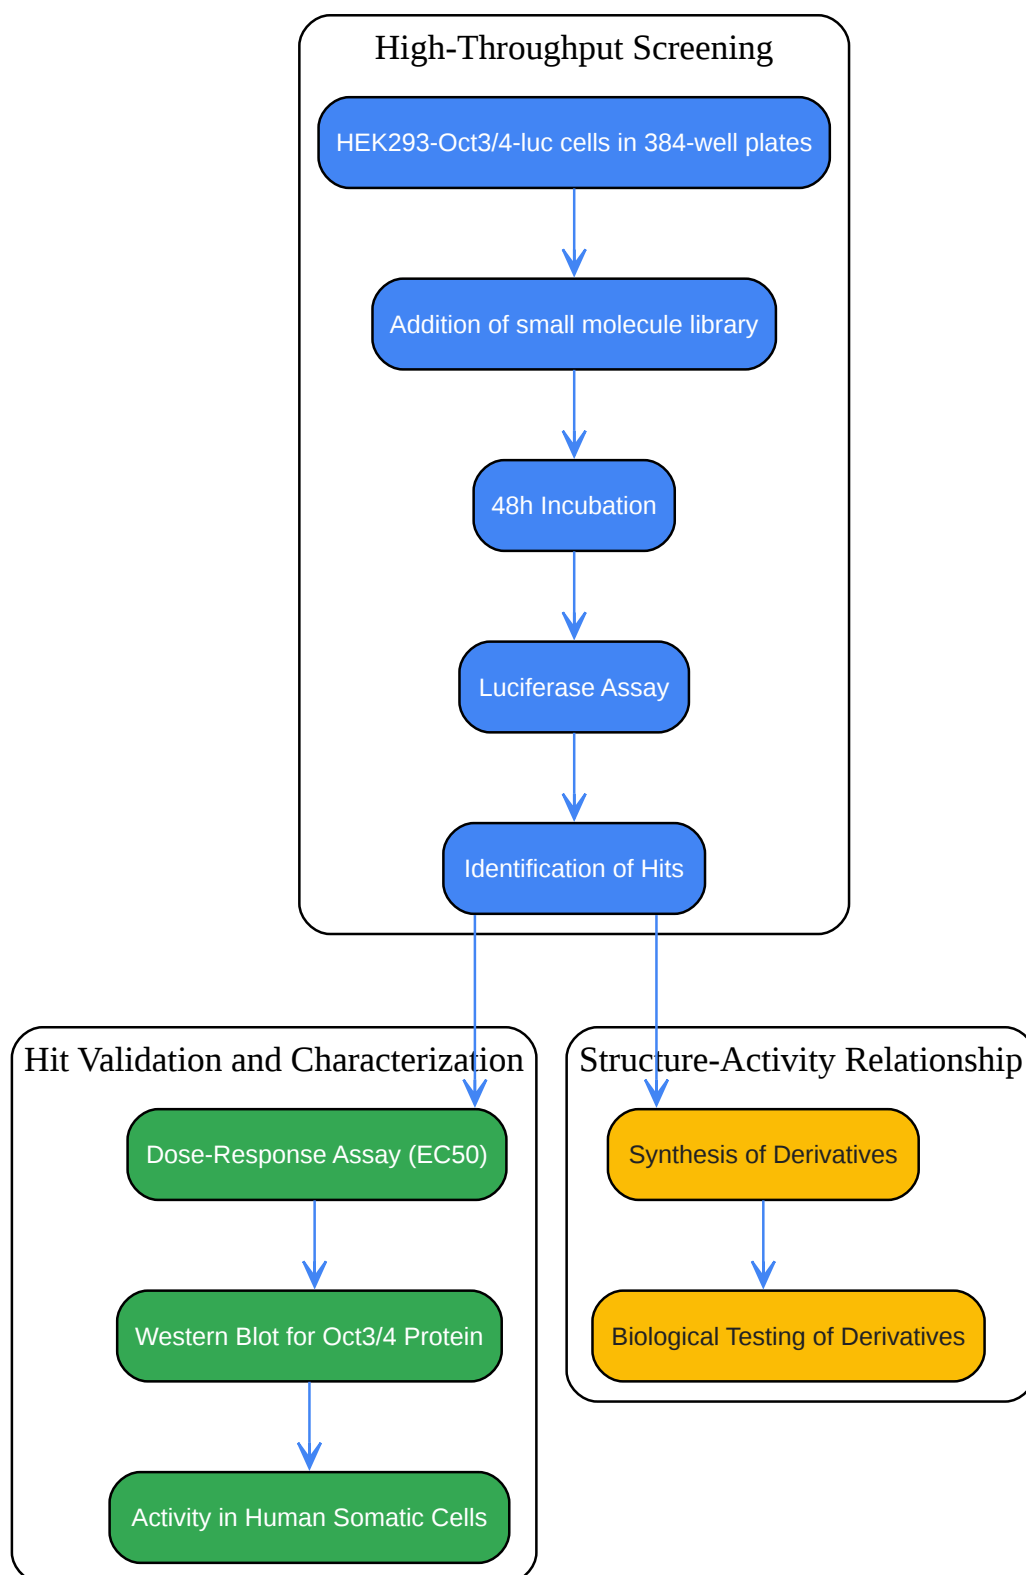 High-Throughput Screening
HEK293-Oct3/4-luc cells in 384-well plates
Addition of small molecule library
48h Incubation
Luciferase Assay
Identification of Hits
Hit Validation and Characterization
Dose-Response Assay (EC50)
Western Blot for Oct3/4 Protein
Activity in Human Somatic Cells
Structure-Activity Relationship
Synthesis of Derivatives
Biological Testing of Derivatives